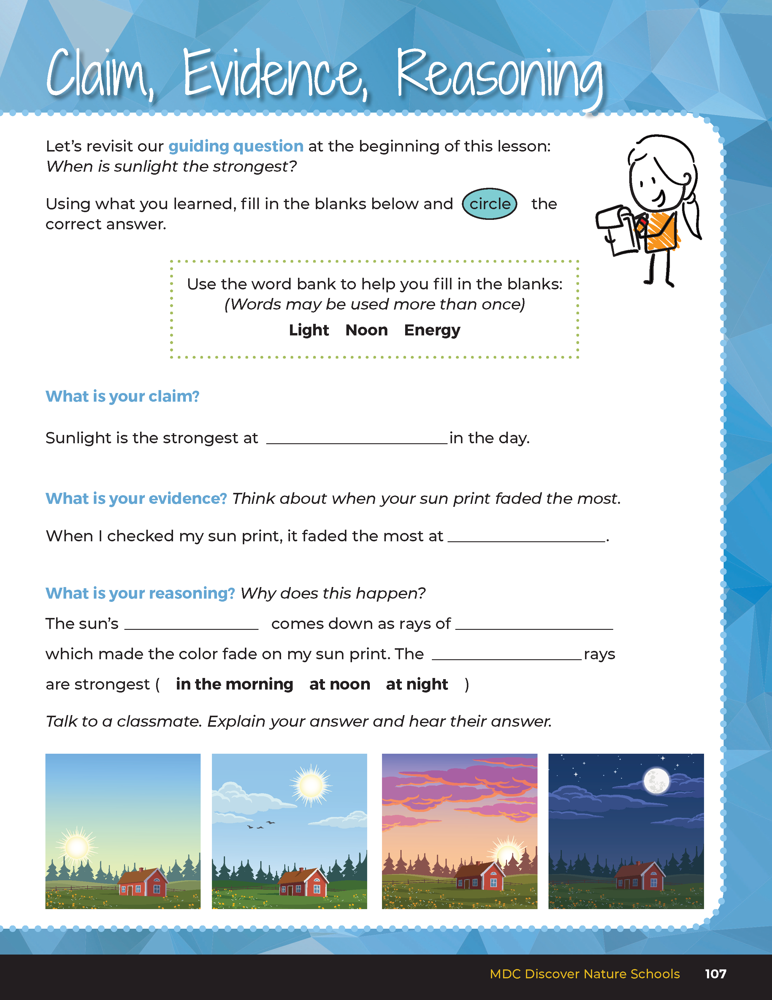 Claim, Evidence, Reasoning
Let's revisit our guiding question at the beginning of this lesson:
When is sunlight the strongest?
Using what you learned, fill in the blanks below and circle the
correct answer.
Use the word bank to help you fill in the blanks:
(Words may be used more than once)
Light Noon Energy
What is your claim?
Sunlight is the strongest at ____________________ in the day.
What is your evidence? Think about when your sun print faded the most.
When I checked my sun print, it faded the most at ____________________.
What is your reasoning? Why does this happen?
The sun's ____________________ comes down as rays of ____________________
which made the color fade on my sun print. The ____________________ rays
are strongest ( in the morning at noon at night )
Talk to a classmate. Explain your answer and hear their answer.
MDC Discover Nature Schools 107